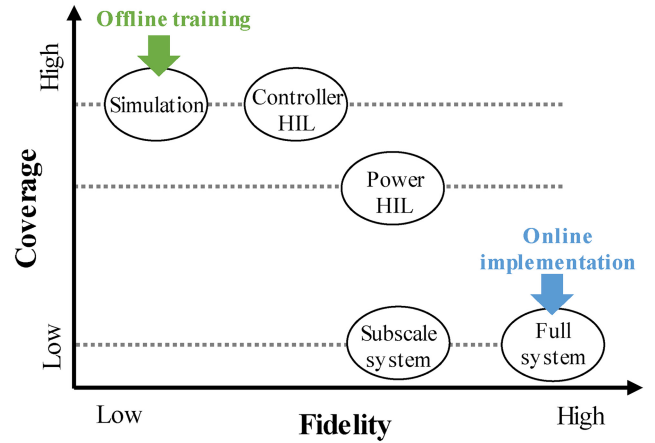 Offline training
High
Simulation
Controller
HIL
Power
HIL
Coverage
Online
implementation
Low
Subscale
system
Full
system
Low
Fidelity
High